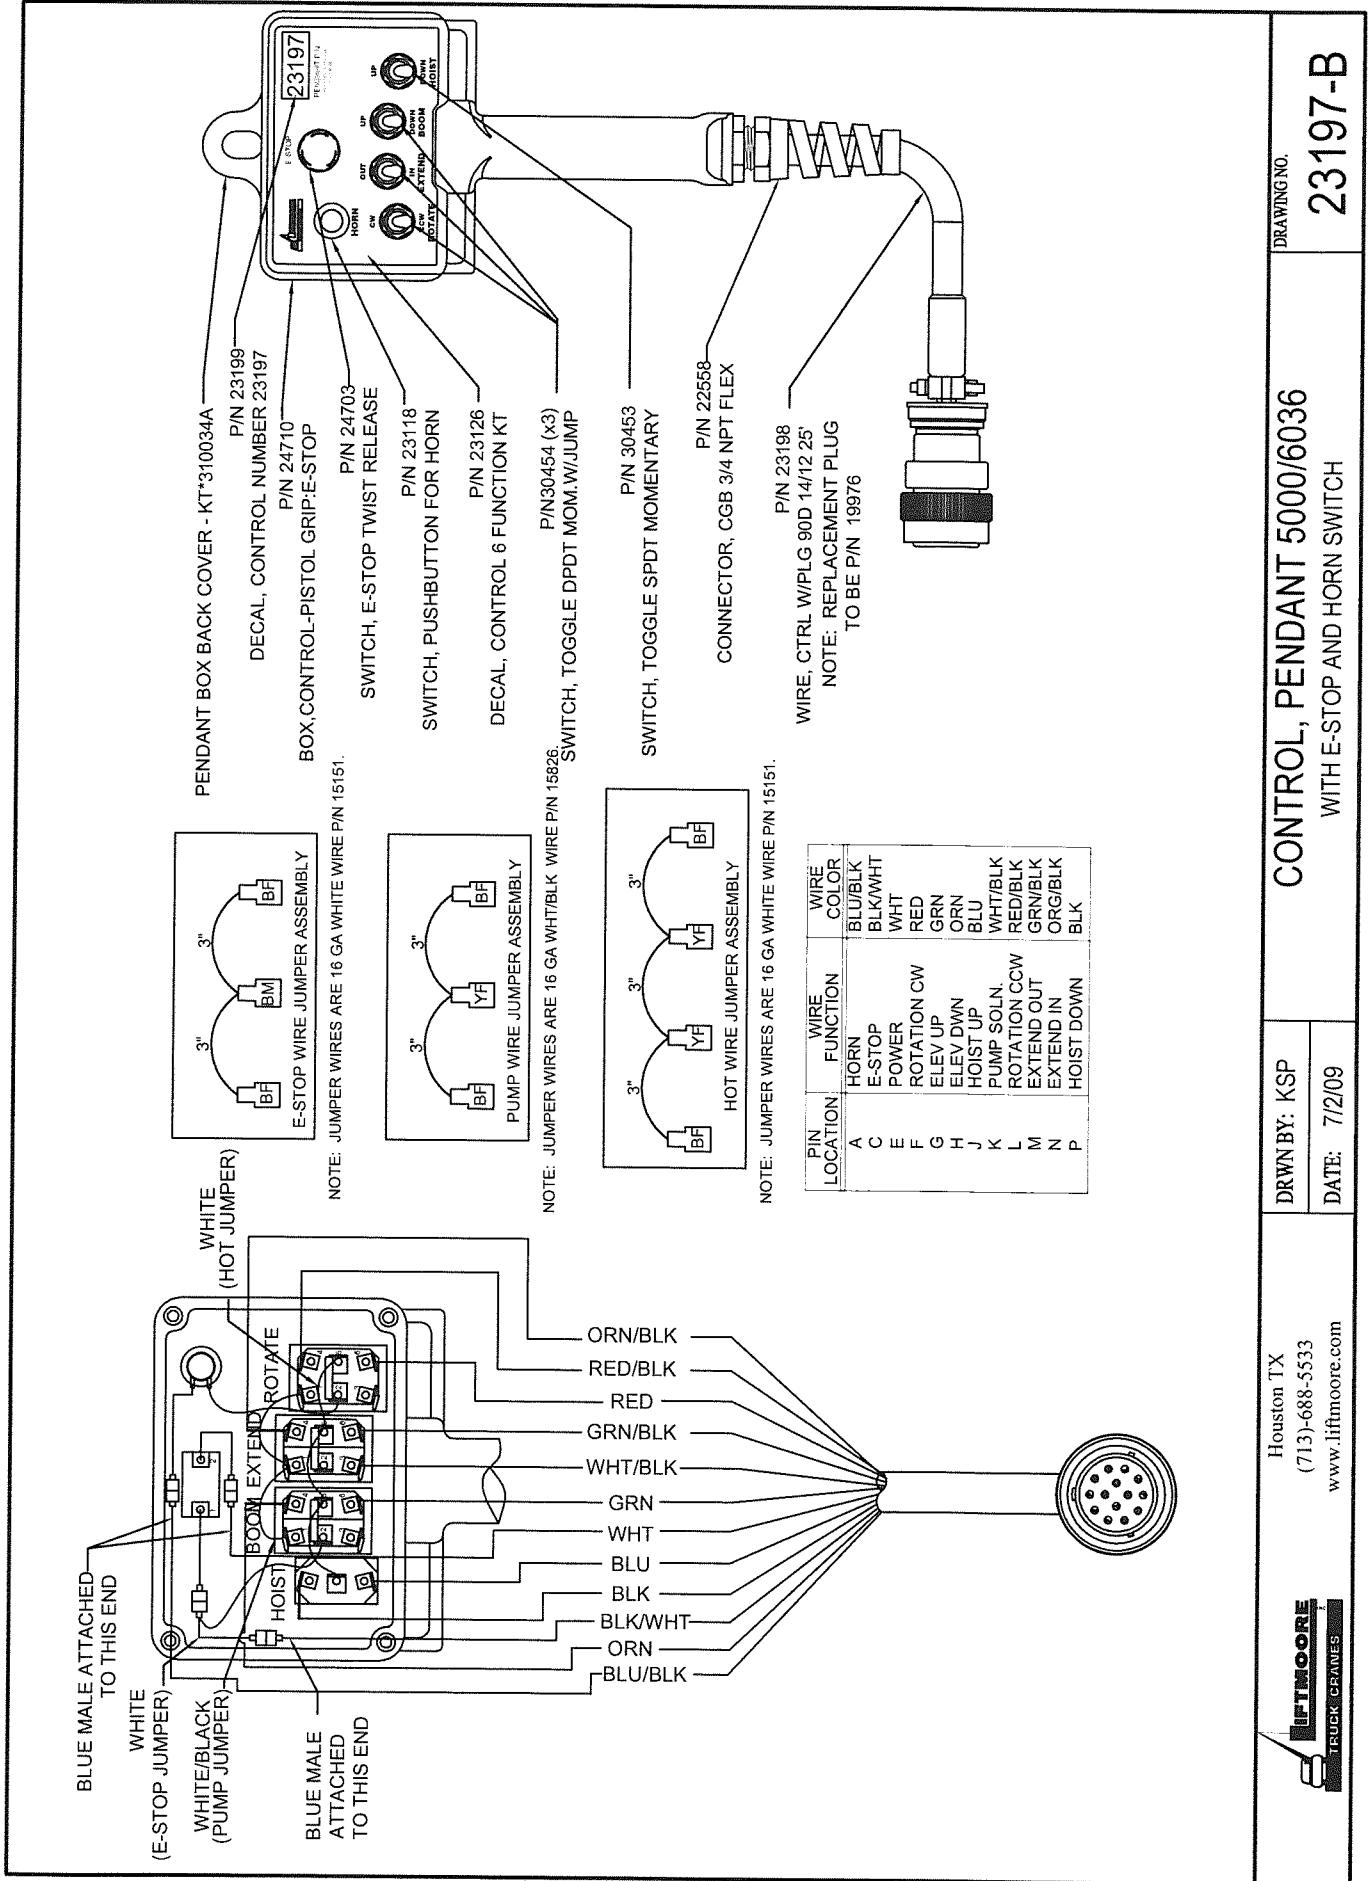 BLUE MALE ATTACHED
TO THIS END
WHITE
(E-STOP JUMPER)
WHITE/BLACK
(PUMP JUMPER)
BLUE MALE
ATTACHED
TO THIS END
WHITE
(HOT JUMPER)
HOIST
BOOM
EXTEND
ROTATE
ORN/BLK
RED/BLK
RED
GRN/BLK
WHT/BLK
GRN
WHT
BLU
BLK
BLK/WHT
ORN
BLU/BLK
3"
3"
BF
BM
BF
E-STOP WIRE JUMPER ASSEMBLY
NOTE: JUMPER WIRES ARE 16 GA WHITE WIRE P/N 15151.
3"
3"
BF
YF
BF
PUMP WIRE JUMPER ASSEMBLY
NOTE: JUMPER WIRES ARE 16 GA WHT/BLK WIRE P/N 15826.
3"
3"
3"
BF
YF
YF
BF
HOT WIRE JUMPER ASSEMBLY
NOTE: JUMPER WIRES ARE 16 GA WHITE WIRE P/N 15151.
PIN LOCATION WIRE FUNCTION WIRE COLOR
A HORN BLU/BLK
C E-STOP BLK/WHT
E POWER WHT
F ROTATION CW RED
G ELEV UP GRN
H ELEV DWN ORN
J HOIST UP BLU
K PUMP SOLN. WHT/BLK
L ROTATION CCW RED/BLK
M EXTEND OUT GRN/BLK
N EXTEND IN ORG/BLK
P HOIST DOWN BLK
PENDANT BOX BACK COVER - KT*310034A
P/N 23199
DECAL, CONTROL NUMBER 23197
P/N 24710
BOX,CONTROL-PISTOL GRIP:E-STOP
P/N 24703
SWITCH, E-STOP TWIST RELEASE
P/N 23118
SWITCH, PUSHBUTTON FOR HORN
P/N 23126
DECAL, CONTROL 6 FUNCTION KT
P/N30454 (x3)
SWITCH, TOGGLE DPDT MOM.W/JUMP
P/N 30453
SWITCH, TOGGLE SPDT MOMENTARY
P/N 22558
CONNECTOR, CGB 3/4 NPT FLEX
P/N 23198
WIRE, CTRL W/PLG 90D 14/12 25'
NOTE: REPLACEMENT PLUG
TO BE P/N 19976
E-STOP
23197
PENDANT P/N
HORN
CW
OUT
UP
UP
CCW
IN
DOWN
DOWN
ROTATE
EXTEND
BOOM
HOIST
LIFTMOORE INC
TRUCK CRANES
Houston TX
(713)-688-5533
www.liftmoore.com
DRWN BY: KSP
DATE: 7/2/09
CONTROL, PENDANT 5000/6036
WITH E-STOP AND HORN SWITCH
DRAWING NO.
23197-B